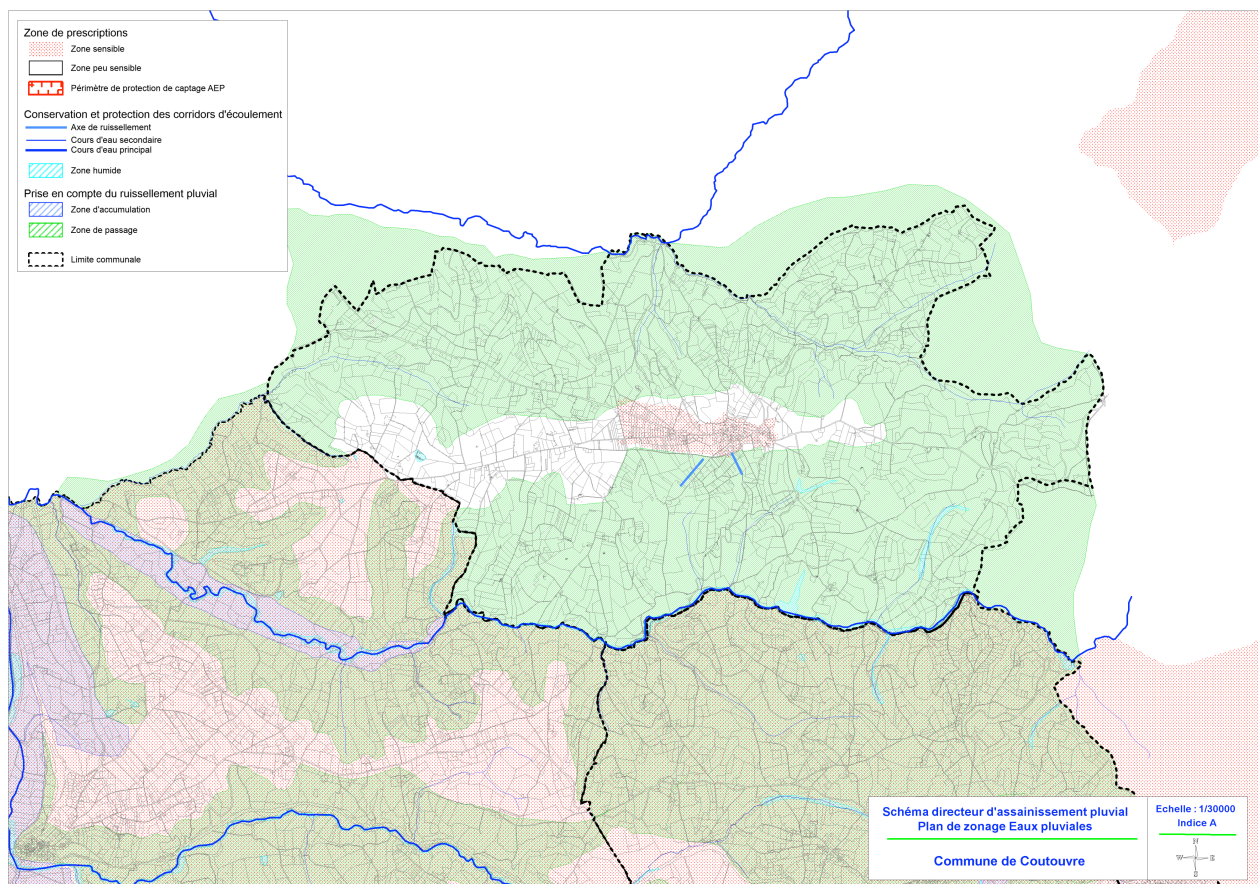 Zone de prescriptions
Zone sensible
Zone peu sensible
Périmètre de protection de captage AEP
Conservation et protection des corridors d'écoulement
Axe de ruissellement
Cours d'eau secondaire
Cours d'eau principal
Zone humide
Prise en compte du ruissellement pluvial
Zone d'accumulation
Zone de passage
Limite communale
Schéma directeur d'assainissement pluvial
Plan de zonage Eaux pluviales
Commune de Coutouvre
Echelle : 1/30000
Indice A
N
W E
S